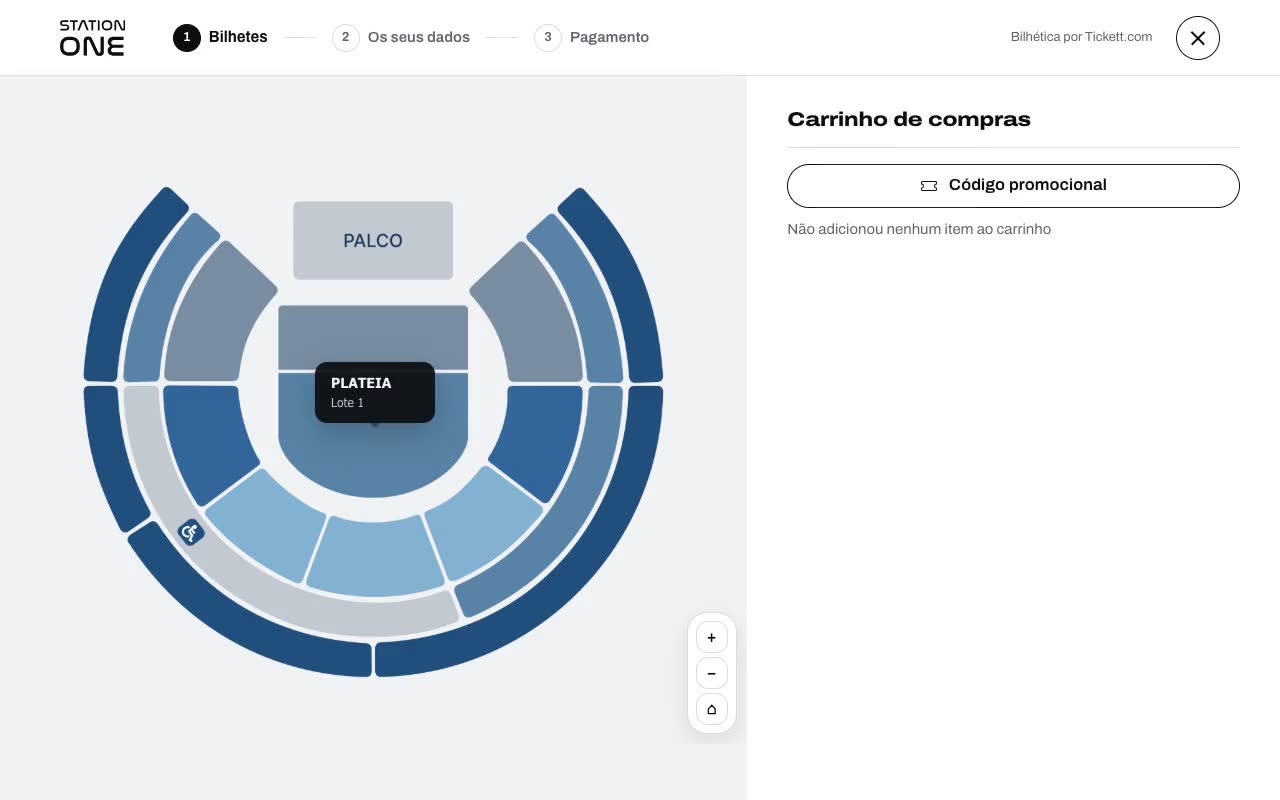 STATION
ONE
1 Bilhetes
2 Os seus dados
3 Pagamento
Bilhética por Tickett.com
PALCO
PLATEIA
Lote 1
+
−
Carrinho de compras
Código promocional
Não adicionou nenhum item ao carrinho